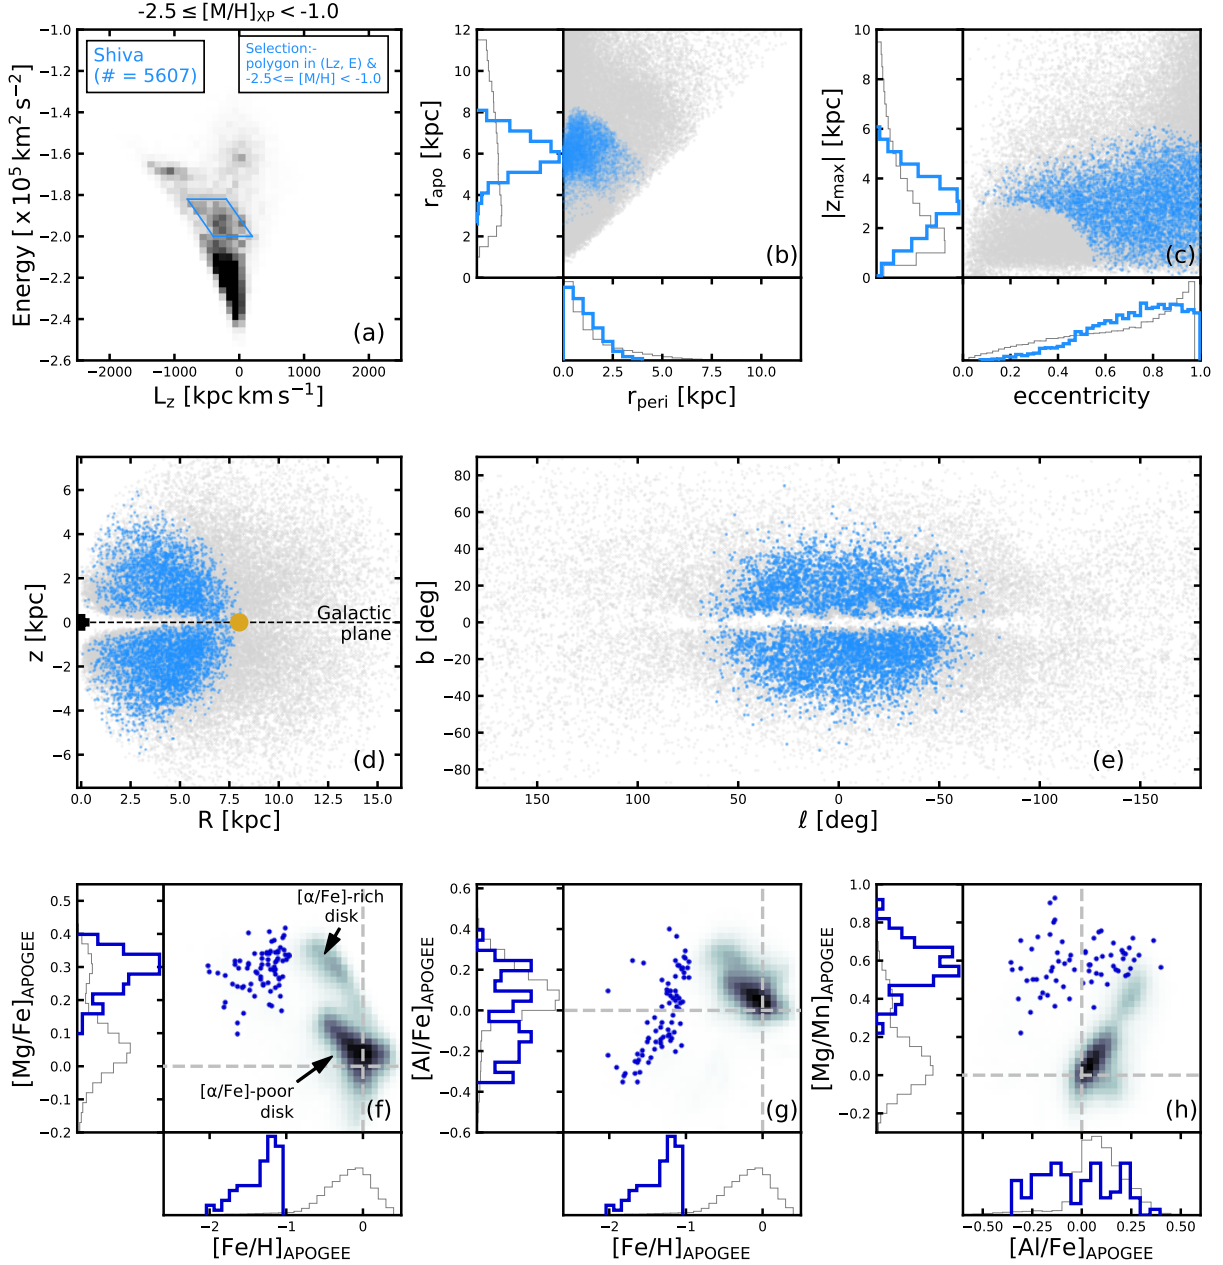 -2.5 ≤ [M/H]XP < -1.0
Shiva
(# = 5607)
Selection:-
polygon in (Lz, E) &
-2.5<= [M/H] < -1.0
(a)
Energy [ x 10⁵ km² s⁻²]
−1.0
−1.2
−1.4
−1.6
−1.8
−2.0
−2.2
−2.4
−2.6
−2000 −1000 0 1000 2000
Lz [kpc km s⁻¹]
rapo [kpc]
12
10
8
6
4
2
0
(b)
0.0 2.5 5.0 7.5 10.0
rperi [kpc]
|zmax| [kpc]
10
8
6
4
2
0
(c)
0.0 0.2 0.4 0.6 0.8 1.0
eccentricity
z [kpc]
6
4
2
0
−2
−4
−6
Galactic
plane
(d)
0.0 2.5 5.0 7.5 10.0 12.5 15.0
R [kpc]
b [deg]
80
60
40
20
0
−20
−40
−60
−80
(e)
150 100 50 0 −50 −100 −150
ℓ [deg]
[Mg/Fe]APOGEE
0.5
0.4
0.3
0.2
0.1
0.0
−0.1
−0.2
[α/Fe]-rich
disk
[α/Fe]-poor
disk
(f)
−2 −1 0
[Fe/H]APOGEE
[Al/Fe]APOGEE
0.6
0.4
0.2
0.0
−0.2
−0.4
−0.6
(g)
−2 −1 0
[Fe/H]APOGEE
[Mg/Mn]APOGEE
1.0
0.8
0.6
0.4
0.2
0.0
−0.2
(h)
−0.50 −0.25 0.00 0.25 0.50
[Al/Fe]APOGEE